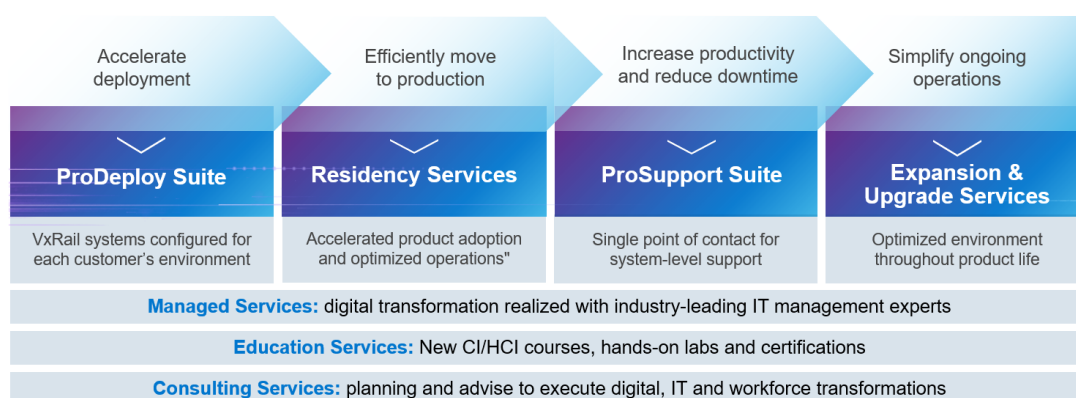 Accelerate
deployment
Efficiently move
to production
Increase productivity
and reduce downtime
Simplify ongoing
operations
ProDeploy Suite
Residency Services
ProSupport Suite
Expansion &
Upgrade Services
VxRail systems configured for
each customer’s environment
Accelerated product adoption
and optimized operations"
Single point of contact for
system-level support
Optimized environment
throughout product life
Managed Services: digital transformation realized with industry-leading IT management experts
Education Services: New CI/HCI courses, hands-on labs and certifications
Consulting Services: planning and advise to execute digital, IT and workforce transformations